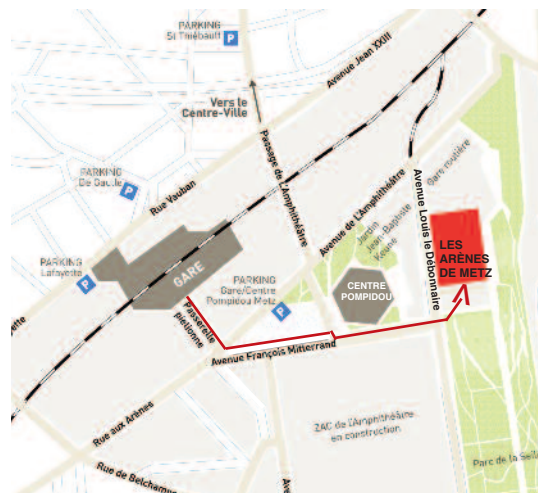 PARKING
St Thiébault
P
Avenue Jean XXIII
Vers le
Centre-Ville
Passage de L'Amphithéâtre
PARKING
De Gaulle
P
Rue Vauban
Avenue de L'Amphithéâtre
Gare routière
Jardin
Jean-Baptiste
Keune
Avenue Louis le Débonnaire
LES
ARÈNES
DE METZ
PARKING
Lafayette
P
GARE
PARKING
Gare/Centre
Pompidou Metz
P
CENTRE
POMPIDOU
Passerelle
piétionne
Avenue François Mitterrand
Rue aux Arènes
ZAC de l'Amphithéâtre
en construction
Rue de Belchamp
Parc de la Seille